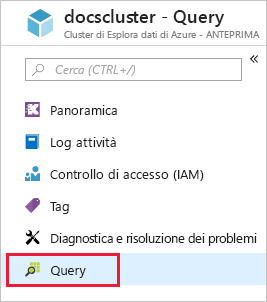 docscluster - Query
Cluster di Esplora dati di Azure - ANTEPRIMA
Cerca (CTRL+/)
Panoramica
Log attività
Controllo di accesso (IAM)
Tag
Diagnostica e risoluzione dei problemi
Query